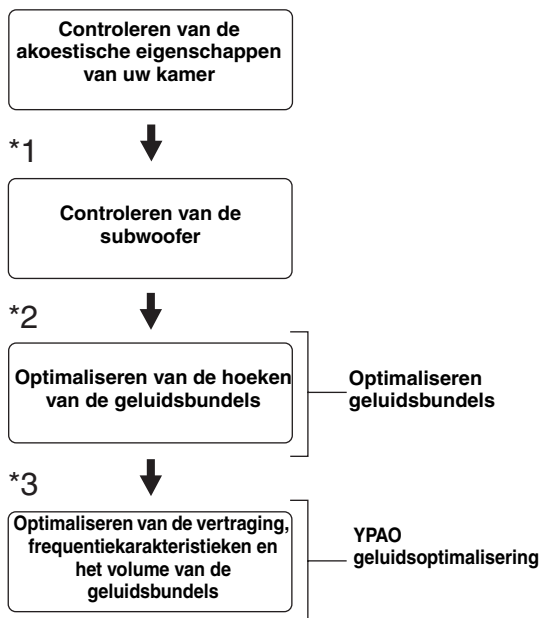 Controleren van de
akoestische eigenschappen
van uw kamer
*1
Controleren van de
subwoofer
*2
Optimaliseren van de hoeken
van de geluidsbundels
Optimaliseren
geluidsbundels
*3
Optimaliseren van de vertraging,
frequentiekarakteristieken en
het volume van de
geluidsbundels
YPAO
geluidsoptimalisering